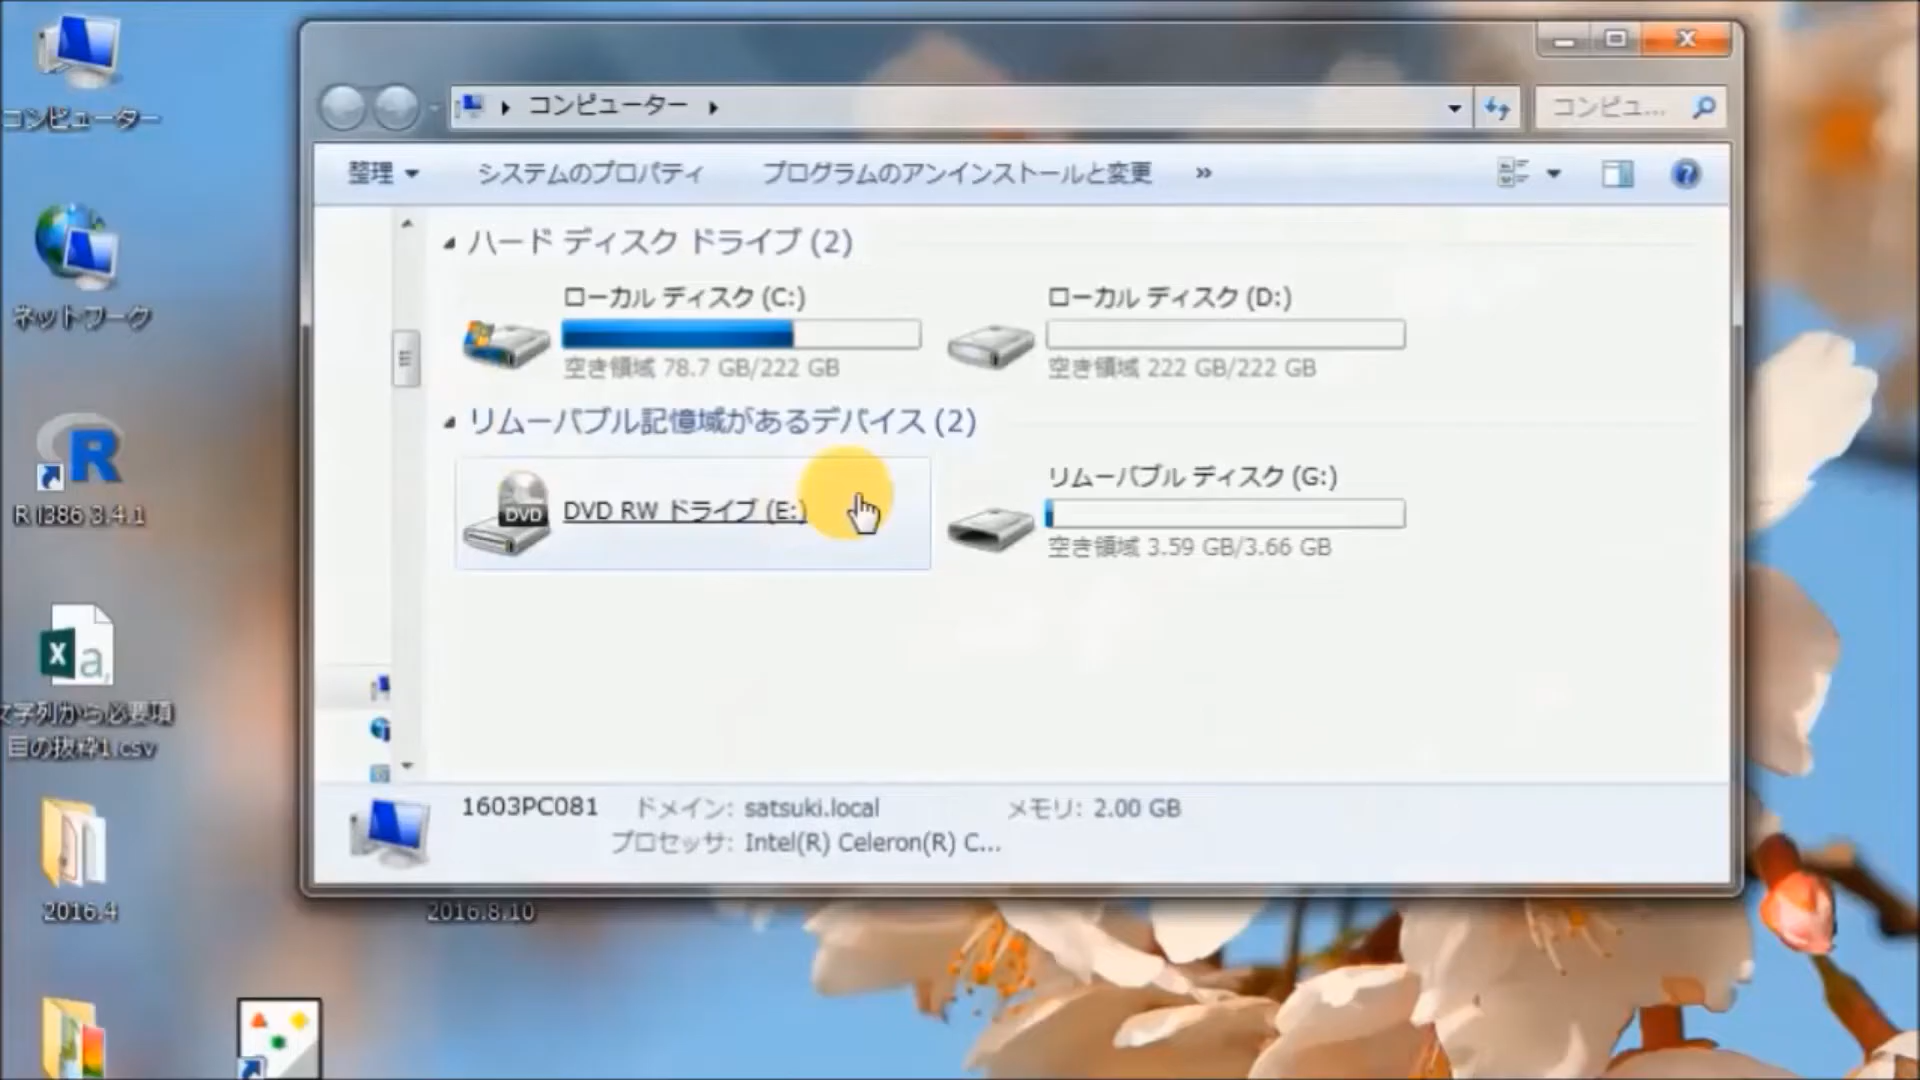 コンピューター
ネットワーク
R i386 3.4.1
文字列から必要項
目の抜粋1.csv
2016.4
2016.8.10
コンピューター
コンピュ...
整理
システムのプロパティ
プログラムのアンインストールと変更
»
ハード ディスク ドライブ (2)
ローカル ディスク (C:)
空き領域 78.7 GB/222 GB
ローカル ディスク (D:)
空き領域 222 GB/222 GB
リムーバブル記憶域があるデバイス (2)
DVD
DVD RW ドライブ (E:)
リムーバブル ディスク (G:)
空き領域 3.59 GB/3.66 GB
1603PC081
ドメイン: satsuki.local
メモリ: 2.00 GB
プロセッサ: Intel(R) Celeron(R) C...